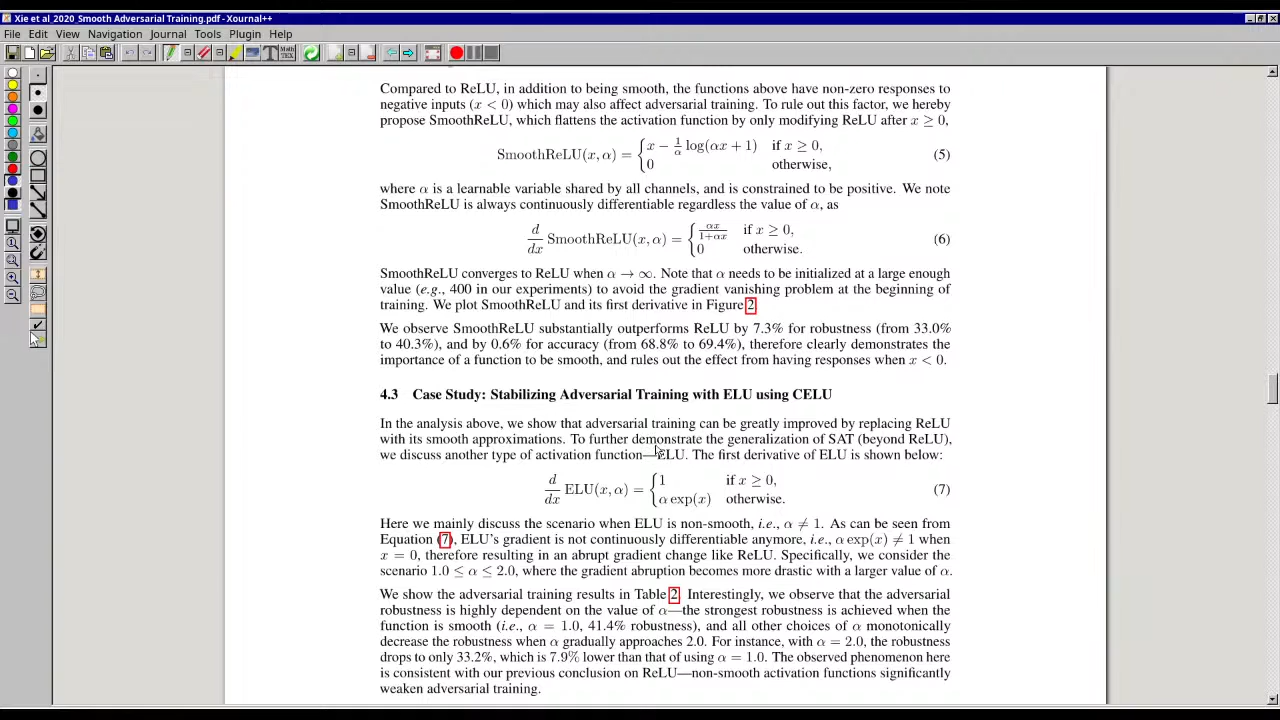 Xie et al_2020_Smooth Adversarial Training.pdf - Xournal++
File Edit View Navigation Journal Tools Plugin Help
Compared to ReLU, in addition to being smooth, the functions above have non-zero responses to
negative inputs (x < 0) which may also affect adversarial training. To rule out this factor, we hereby
propose SmoothReLU, which flattens the activation function by only modifying ReLU after x ≥ 0,
SmoothReLU(x, α) = { x − 1/α log(αx + 1) if x ≥ 0,
0 otherwise, (5)
where α is a learnable variable shared by all channels, and is constrained to be positive. We note
SmoothReLU is always continuously differentiable regardless the value of α, as
d/dx SmoothReLU(x, α) = { αx/1+αx if x ≥ 0,
0 otherwise. (6)
SmoothReLU converges to ReLU when α → ∞. Note that α needs to be initialized at a large enough
value (e.g., 400 in our experiments) to avoid the gradient vanishing problem at the beginning of
training. We plot SmoothReLU and its first derivative in Figure 2.
We observe SmoothReLU substantially outperforms ReLU by 7.3% for robustness (from 33.0%
to 40.3%), and by 0.6% for accuracy (from 68.8% to 69.4%), therefore clearly demonstrates the
importance of a function to be smooth, and rules out the effect from having responses when x < 0.
4.3 Case Study: Stabilizing Adversarial Training with ELU using CELU
In the analysis above, we show that adversarial training can be greatly improved by replacing ReLU
with its smooth approximations. To further demonstrate the generalization of SAT (beyond ReLU),
we discuss another type of activation function—ELU. The first derivative of ELU is shown below:
d/dx ELU(x, α) = { 1 if x ≥ 0,
α exp(x) otherwise. (7)
Here we mainly discuss the scenario when ELU is non-smooth, i.e., α ≠ 1. As can be seen from
Equation (7), ELU's gradient is not continuously differentiable anymore, i.e., α exp(x) ≠ 1 when
x = 0, therefore resulting in an abrupt gradient change like ReLU. Specifically, we consider the
scenario 1.0 ≤ α ≤ 2.0, where the gradient abruption becomes more drastic with a larger value of α.
We show the adversarial training results in Table 2. Interestingly, we observe that the adversarial
robustness is highly dependent on the value of α—the strongest robustness is achieved when the
function is smooth (i.e., α = 1.0, 41.4% robustness), and all other choices of α monotonically
decrease the robustness when α gradually approaches 2.0. For instance, with α = 2.0, the robustness
drops to only 33.2%, which is 7.9% lower than that of using α = 1.0. The observed phenomenon here
is consistent with our previous conclusion on ReLU—non-smooth activation functions significantly
weaken adversarial training.